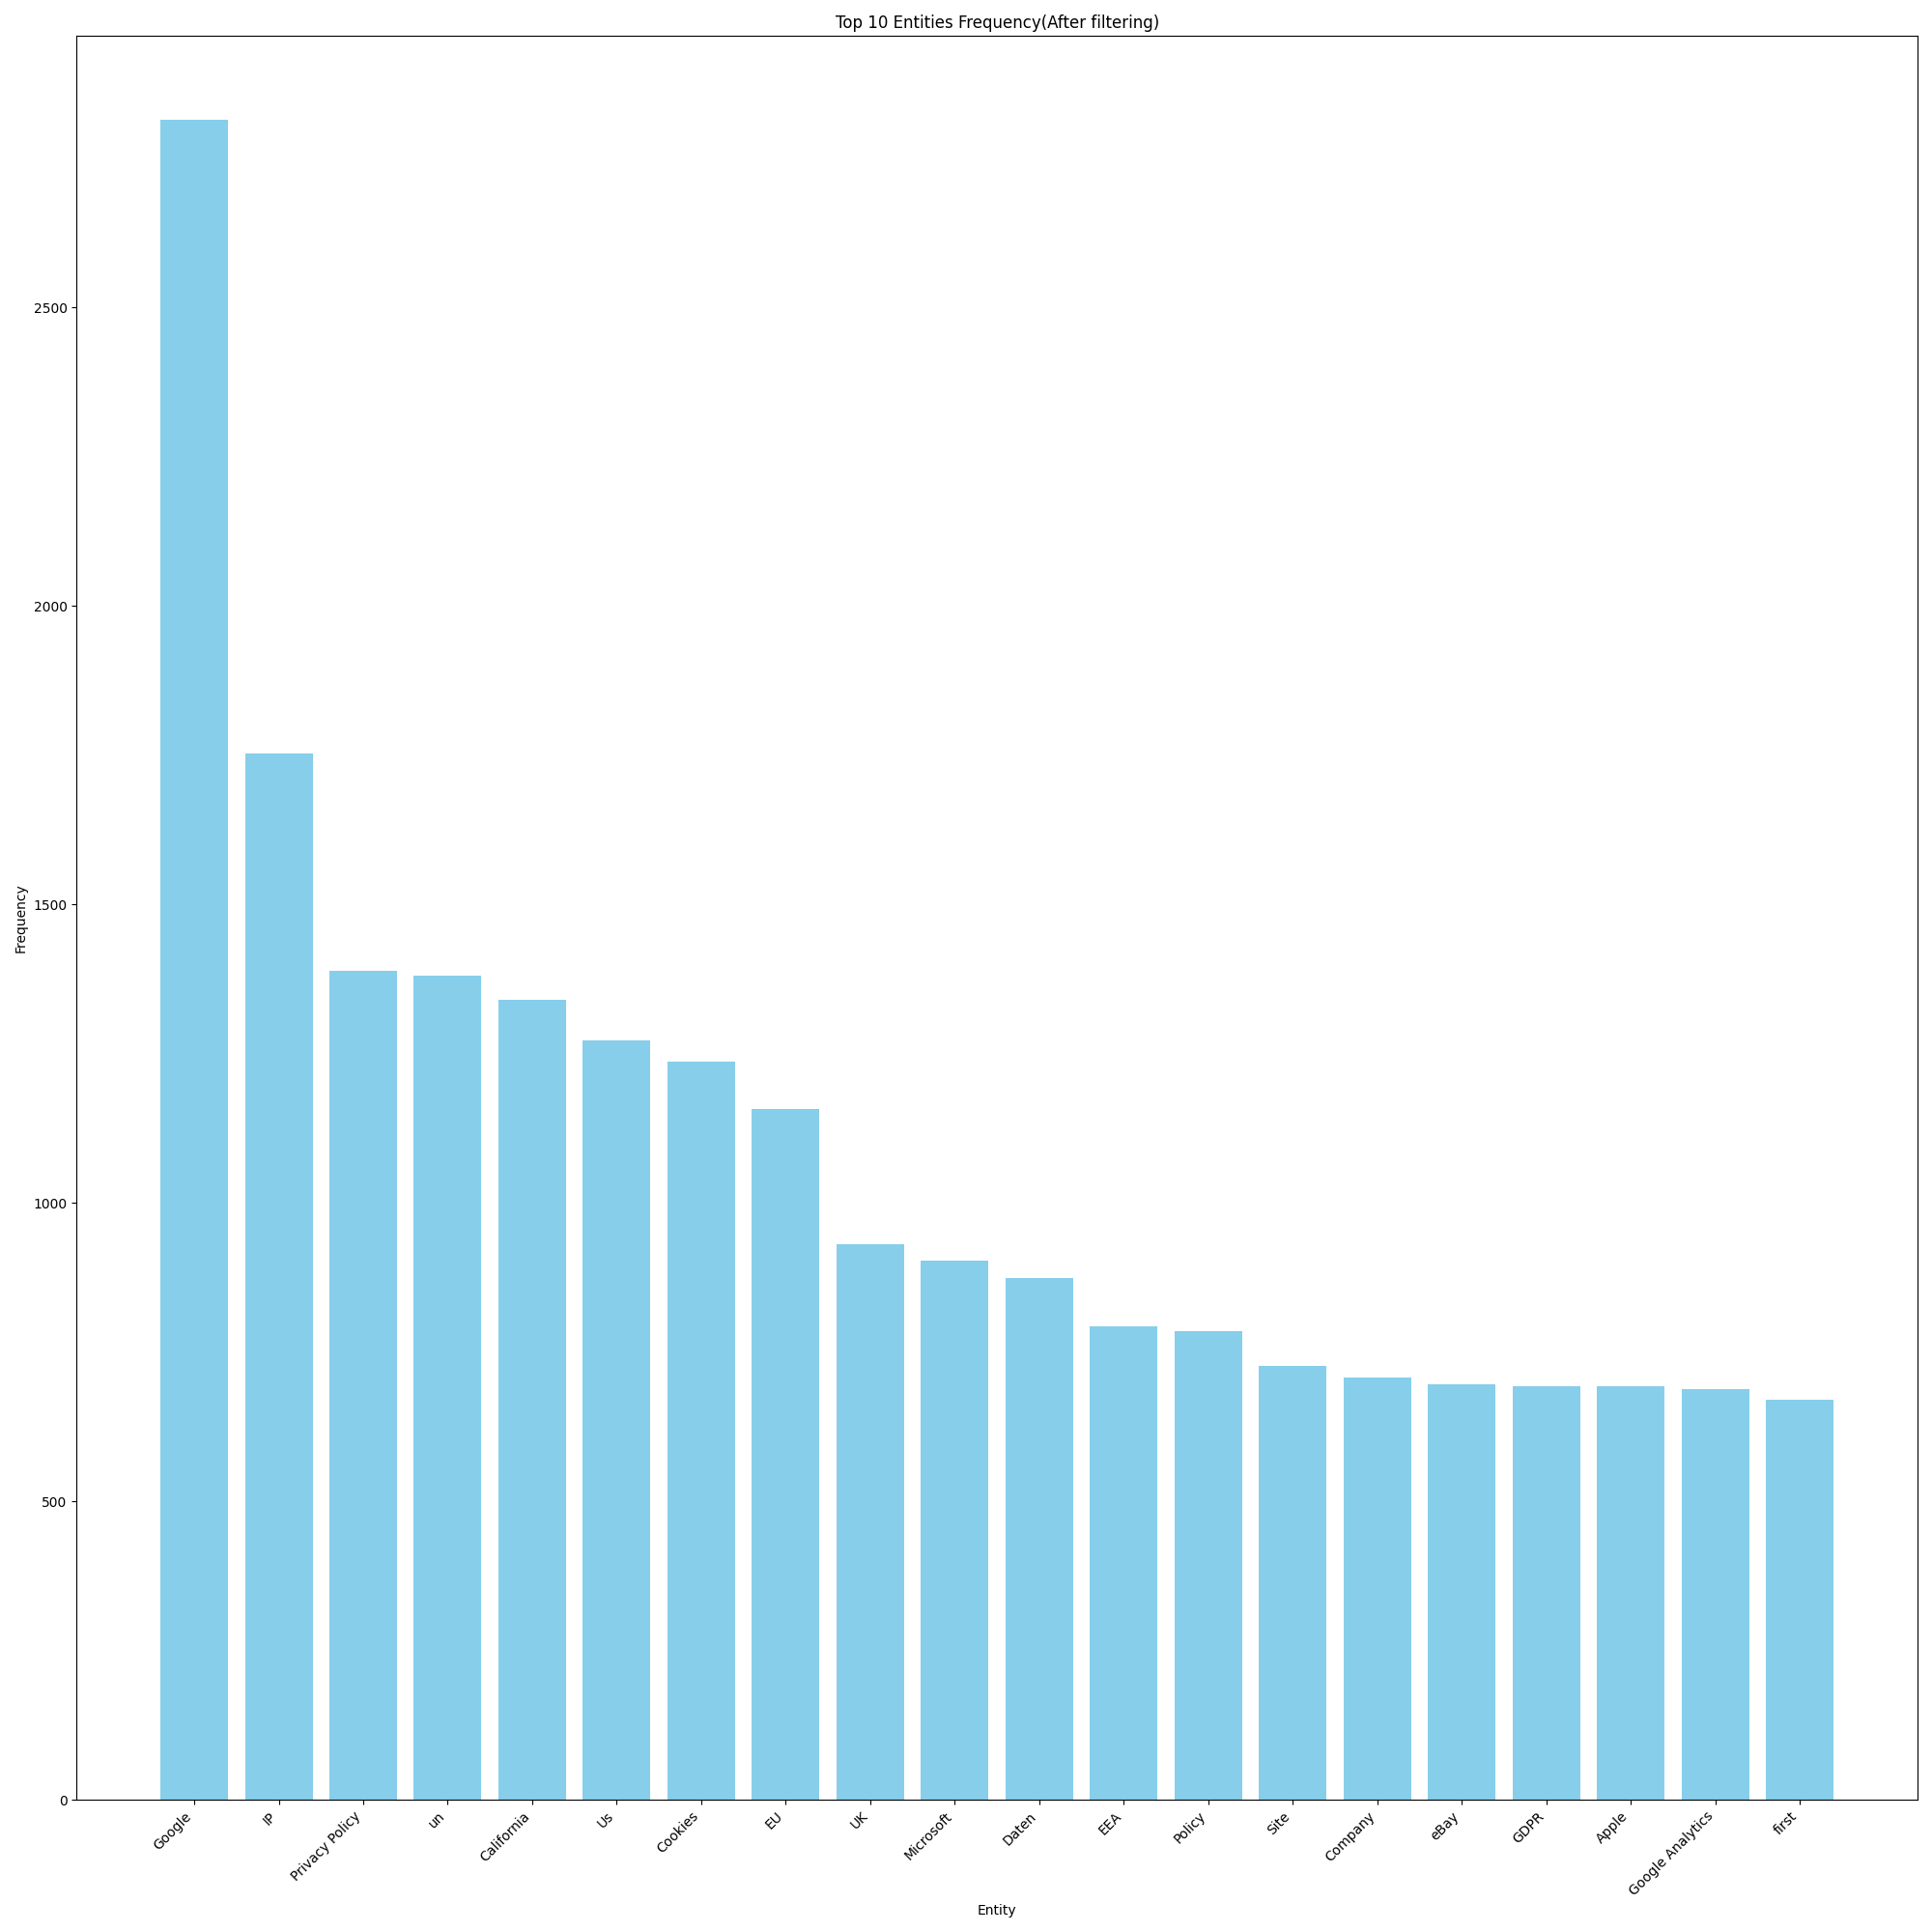 Top 10 Entities Frequency(After filtering)
Frequency
2500
2000
1500
1000
500
0
Google
IP
Privacy Policy
un
California
Us
Cookies
EU
UK
Microsoft
Daten
EEA
Policy
Site
Company
eBay
GDPR
Apple
Google Analytics
first
Entity